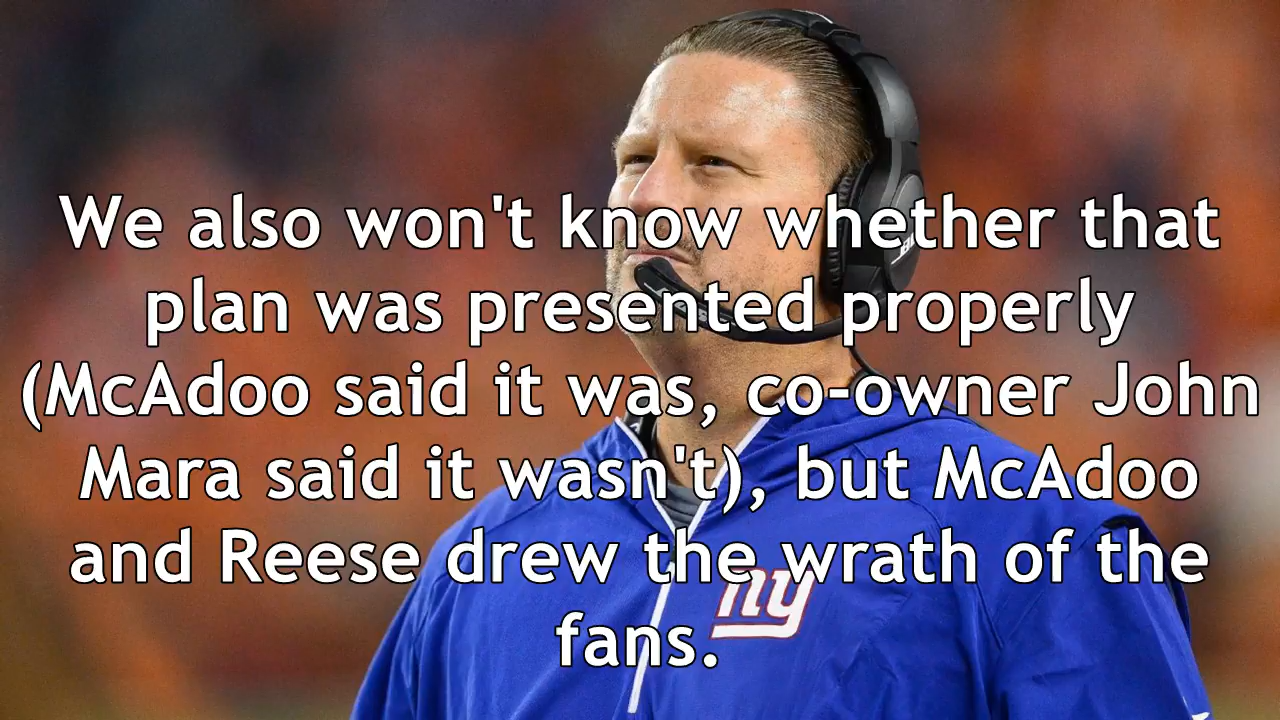 We also won't know whether that
plan was presented properly
(McAdoo said it was, co-owner John
Mara said it wasn't), but McAdoo
and Reese drew the wrath of the
fans.
ny